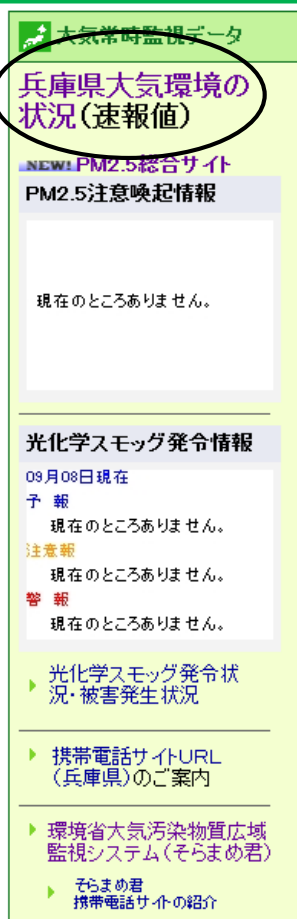 大気常時監視データ
兵庫県大気環境の
状況(速報値)
NEW! PM2.5総合サイト
PM2.5注意喚起情報
現在のところありません。
光化学スモッグ発令情報
09月08日現在
予 報
現在のところありません。
注意報
現在のところありません。
警 報
現在のところありません。
光化学スモッグ発令状
況・被害発生状況
携帯電話サイトURL
(兵庫県)のご案内
環境省大気汚染物質広域
監視システム(そらまめ君)
そらまめ君
携帯電話サイトの紹介